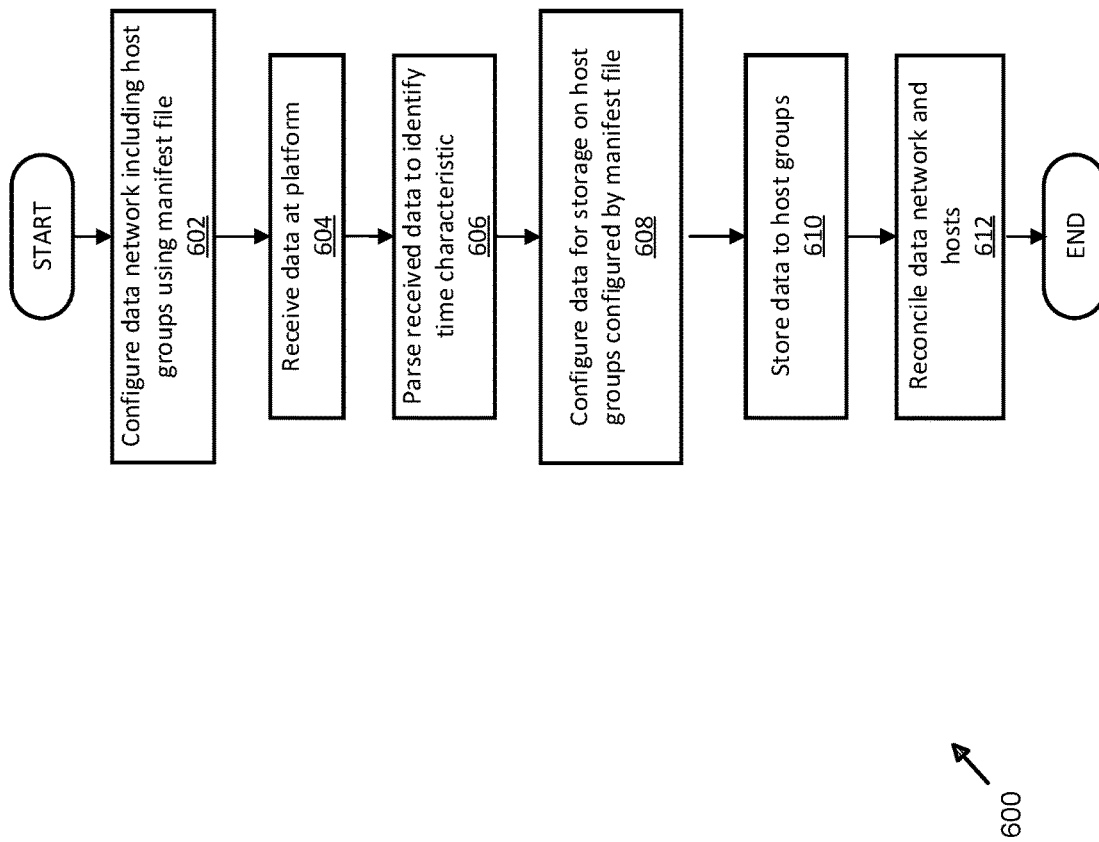 START
Configure data network including host
groups using manifest file
602
Receive data at platform
604
Parse received data to identify
time characteristic
606
Configure data for storage on host
groups configured by manifest file
608
Store data to host groups
610
Reconcile data network and
hosts
612
END
600